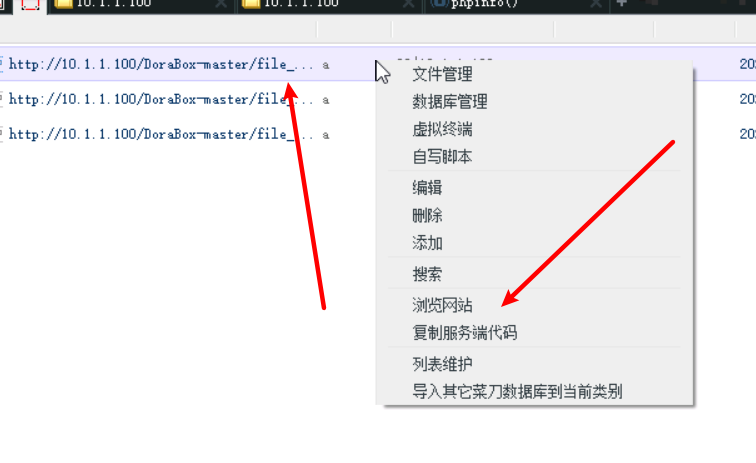 10.1.1.100 10.1.1.100 phpinfo()
http://10.1.1.100/DoraBox-master/file_... a
http://10.1.1.100/DoraBox-master/file_... a
http://10.1.1.100/DoraBox-master/file_... a
文件管理
数据库管理
虚拟终端
自写脚本
编辑
删除
添加
搜索
浏览网站
复制服务端代码
列表维护
导入其它菜刀数据库到当前类别